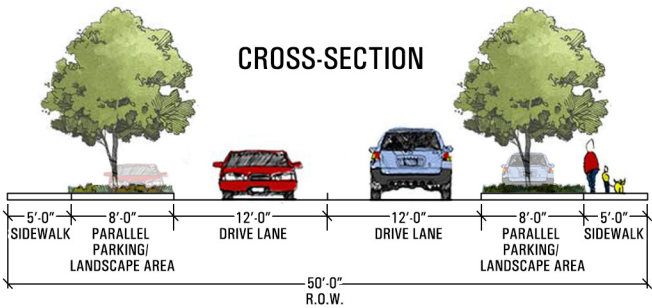 CROSS-SECTION
5'-0" 8'-0" 12'-0" 12'-0" 8'-0" 5'-0"
SIDEWALK PARALLEL DRIVE LANE DRIVE LANE PARALLEL SIDEWALK
PARKING/ PARKING/
LANDSCAPE AREA LANDSCAPE AREA
50'-0"
R.O.W.